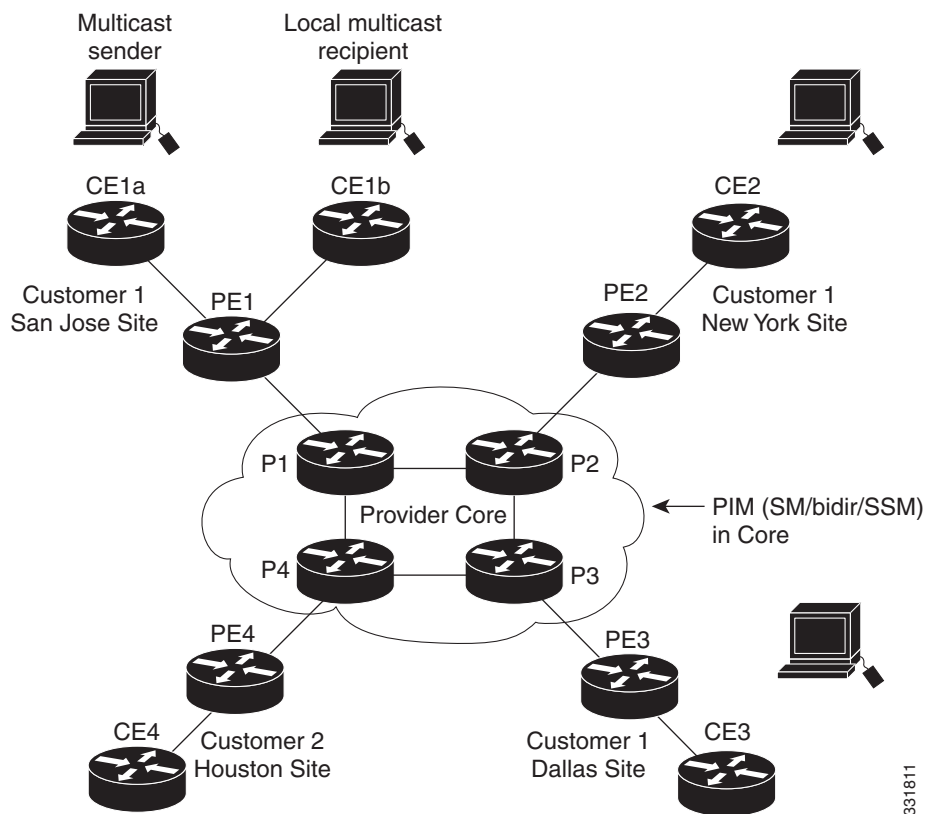 Multicast
sender
Local multicast
recipient
CE1a
CE1b
CE2
Customer 1
San Jose Site
PE1
PE2
Customer 1
New York Site
P1
P2
Provider Core
PIM (SM/bidir/SSM)
in Core
P4
P3
PE4
PE3
CE4
Customer 2
Houston Site
Customer 1
Dallas Site
CE3
331811